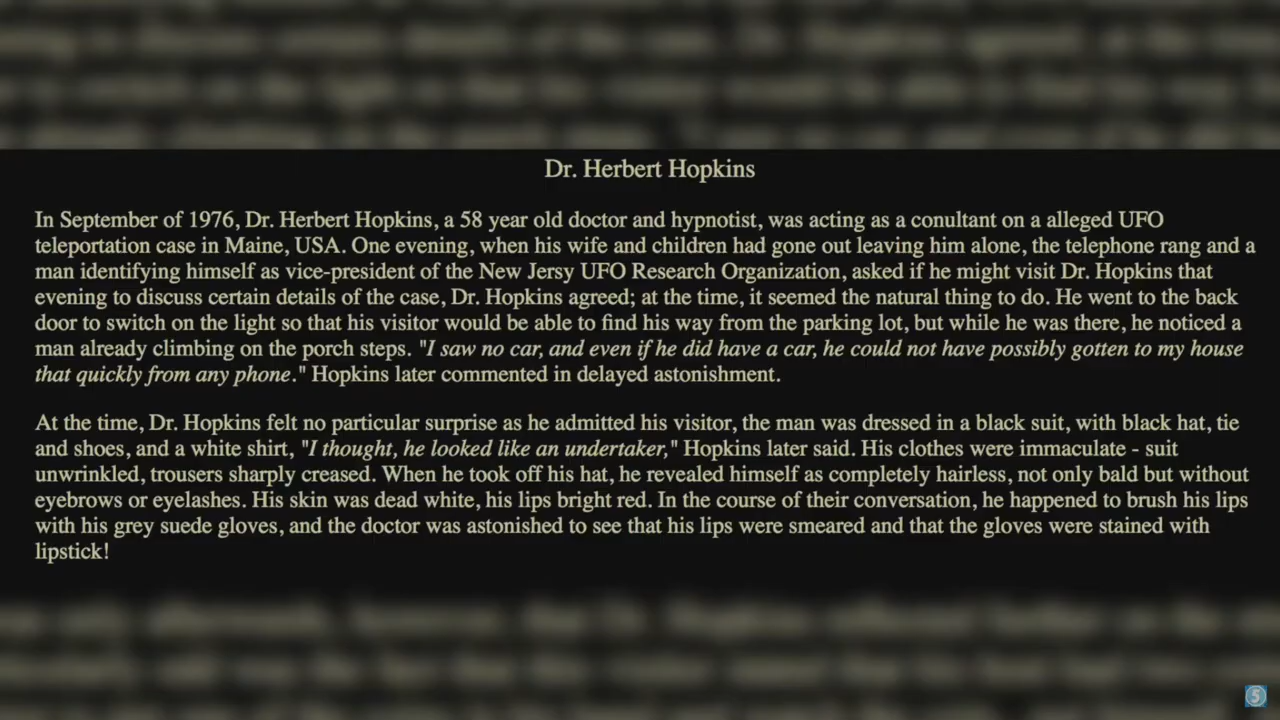 Dr. Herbert Hopkins
In September of 1976, Dr. Herbert Hopkins, a 58 year old doctor and hypnotist, was acting as a conultant on a alleged UFO
teleportation case in Maine, USA. One evening, when his wife and children had gone out leaving him alone, the telephone rang and a
man identifying himself as vice-president of the New Jersy UFO Research Organization, asked if he might visit Dr. Hopkins that
evening to discuss certain details of the case, Dr. Hopkins agreed; at the time, it seemed the natural thing to do. He went to the back
door to switch on the light so that his visitor would be able to find his way from the parking lot, but while he was there, he noticed a
man already climbing on the porch steps. "I saw no car, and even if he did have a car, he could not have possibly gotten to my house
that quickly from any phone." Hopkins later commented in delayed astonishment.
At the time, Dr. Hopkins felt no particular surprise as he admitted his visitor, the man was dressed in a black suit, with black hat, tie
and shoes, and a white shirt, "I thought, he looked like an undertaker," Hopkins later said. His clothes were immaculate - suit
unwrinkled, trousers sharply creased. When he took off his hat, he revealed himself as completely hairless, not only bald but without
eyebrows or eyelashes. His skin was dead white, his lips bright red. In the course of their conversation, he happened to brush his lips
with his grey suede gloves, and the doctor was astonished to see that his lips were smeared and that the gloves were stained with
lipstick!
5